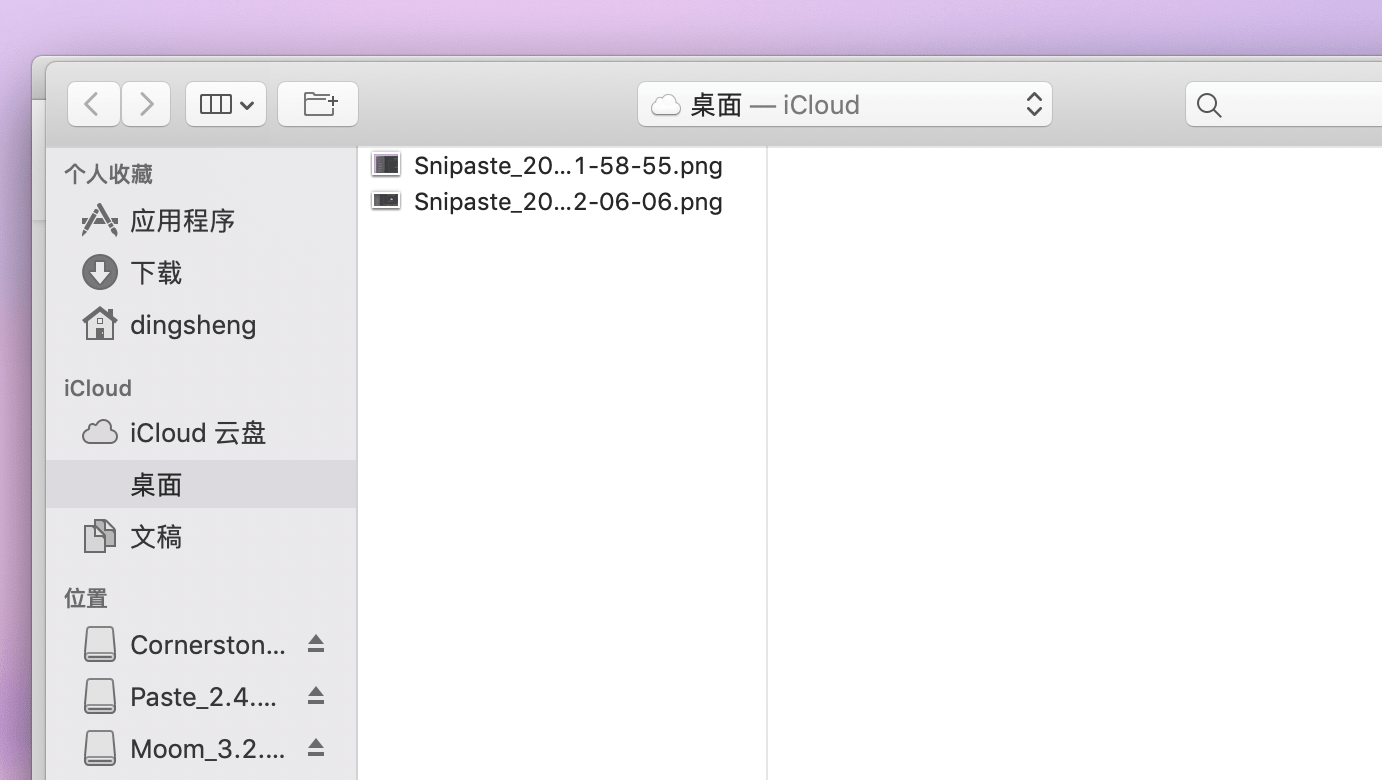 桌面 — iCloud
个人收藏
应用程序
下载
dingsheng
iCloud
iCloud 云盘
桌面
文稿
位置
Cornerston...
Paste_2.4....
Moom_3.2....
Snipaste_20...1-58-55.png
Snipaste_20...2-06-06.png